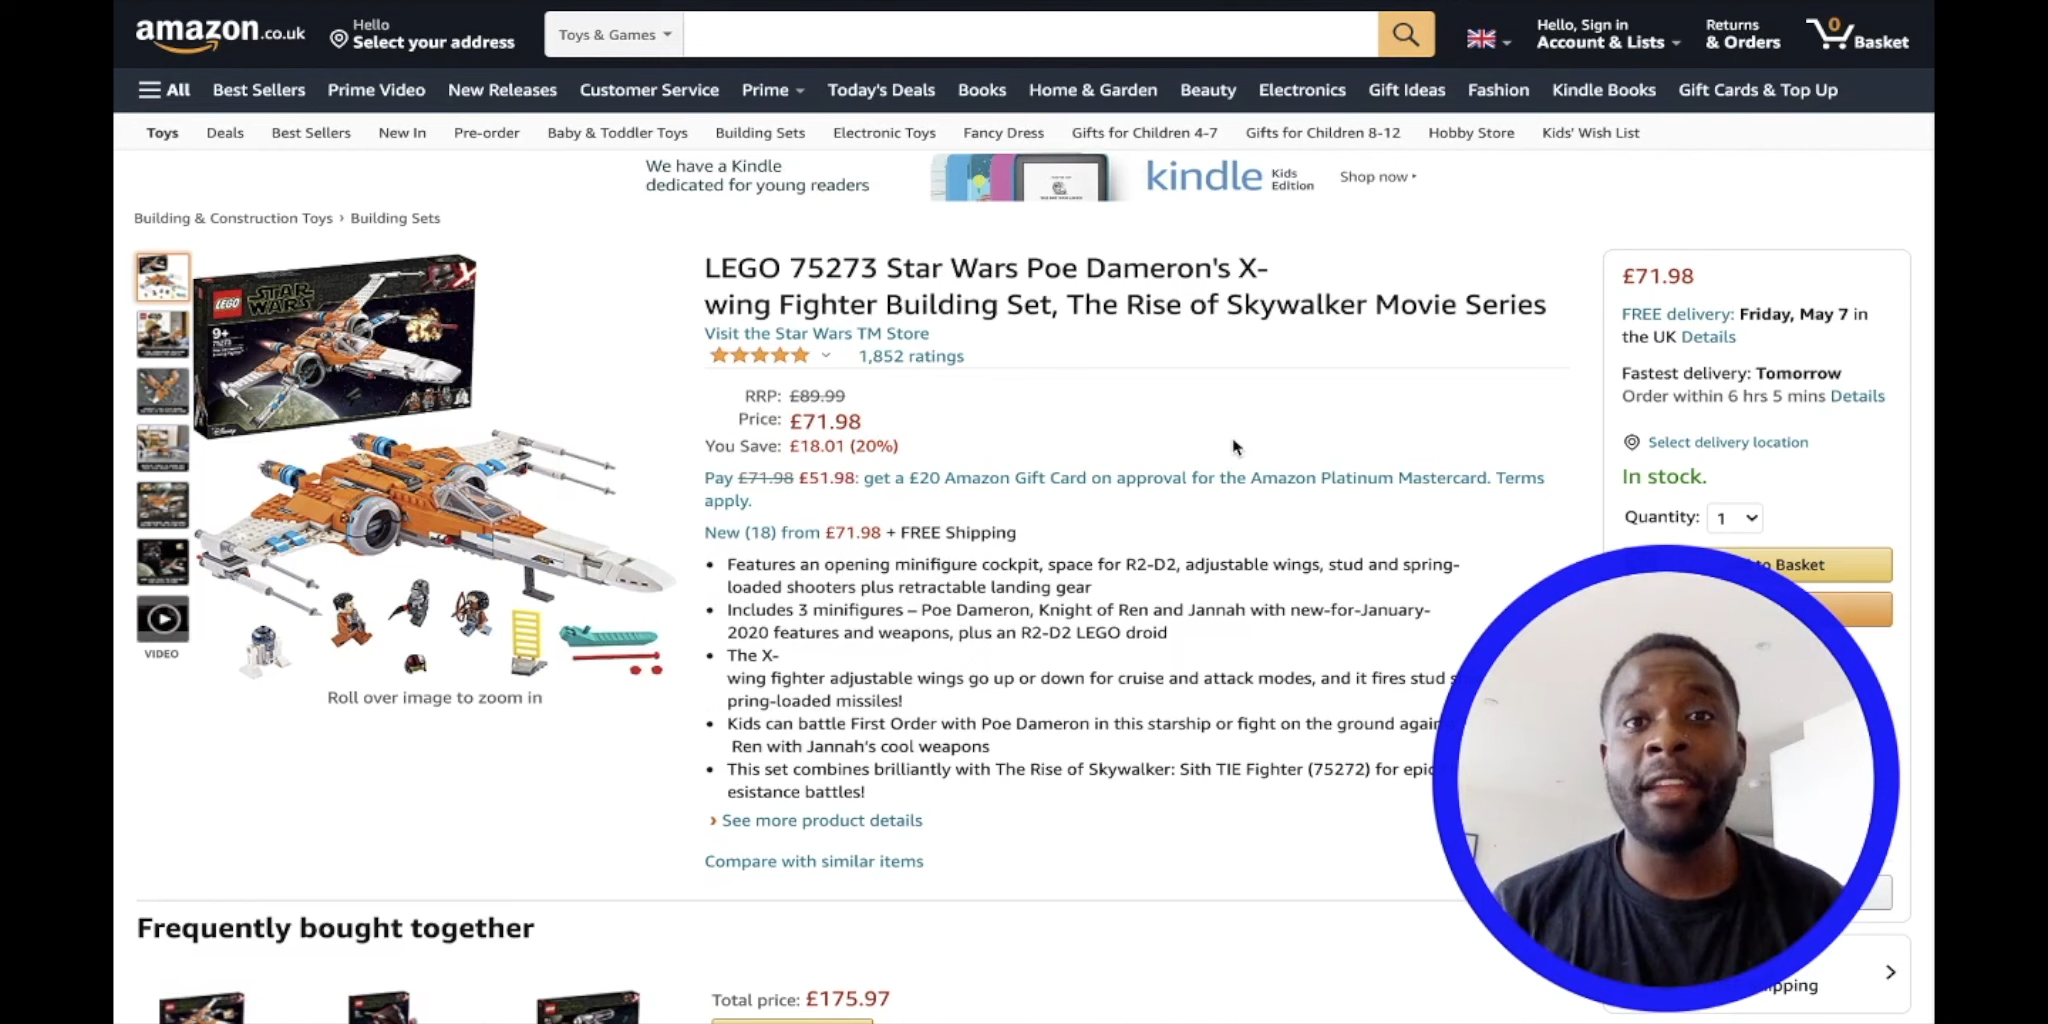 amazon.co.uk
Hello
Select your address
Toys & Games
Hello, Sign in
Account & Lists
Returns
& Orders
0
Basket
All
Best Sellers
Prime Video
New Releases
Customer Service
Prime
Today's Deals
Books
Home & Garden
Beauty
Electronics
Gift Ideas
Fashion
Kindle Books
Gift Cards & Top Up
Toys
Deals
Best Sellers
New In
Pre-order
Baby & Toddler Toys
Building Sets
Electronic Toys
Fancy Dress
Gifts for Children 4-7
Gifts for Children 8-12
Hobby Store
Kids' Wish List
We have a Kindle
dedicated for young readers
kindle
Kids
Edition
Shop now
Building & Construction Toys › Building Sets
LEGO
STAR
WARS
9+
75273
Disney
VIDEO
Roll over image to zoom in
LEGO 75273 Star Wars Poe Dameron's X-
wing Fighter Building Set, The Rise of Skywalker Movie Series
Visit the Star Wars TM Store
1,852 ratings
RRP: £89.99
Price: £71.98
You Save: £18.01 (20%)
Pay £71.98 £51.98: get a £20 Amazon Gift Card on approval for the Amazon Platinum Mastercard. Terms
apply.
New (18) from £71.98 + FREE Shipping
• Features an opening minifigure cockpit, space for R2-D2, adjustable wings, stud and spring-
loaded shooters plus retractable landing gear
• Includes 3 minifigures – Poe Dameron, Knight of Ren and Jannah with new-for-January-
2020 features and weapons, plus an R2-D2 LEGO droid
• The X-
wing fighter adjustable wings go up or down for cruise and attack modes, and it fires stud s
pring-loaded missiles!
• Kids can battle First Order with Poe Dameron in this starship or fight on the ground again
Ren with Jannah's cool weapons
• This set combines brilliantly with The Rise of Skywalker: Sith TIE Fighter (75272) for epic
esistance battles!
› See more product details
Compare with similar items
£71.98
FREE delivery: Friday, May 7 in
the UK Details
Fastest delivery: Tomorrow
Order within 6 hrs 5 mins Details
Select delivery location
In stock.
Quantity: 1
to Basket
pping
Frequently bought together
Total price: £175.97